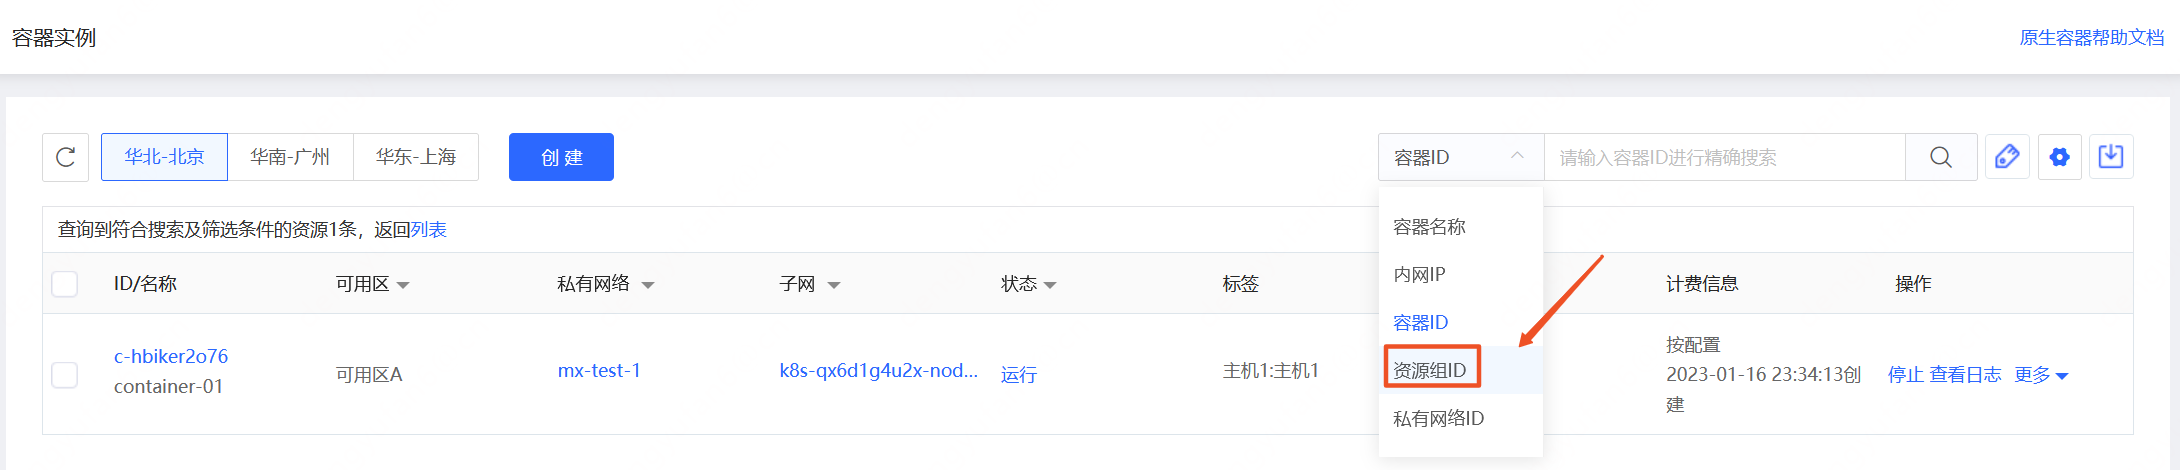 容器实例
原生容器帮助文档
华北-北京
华南-广州
华东-上海
创 建
容器ID
请输入容器ID进行精确搜索
查询到符合搜索及筛选条件的资源1条，返回列表
ID/名称
可用区
私有网络
子网
状态
标签
计费信息
操作
c-hbiker2o76
container-01
可用区A
mx-test-1
k8s-qx6d1g4u2x-nod...
运行
主机1:主机1
按配置
2023-01-16 23:34:13创
建
停止 查看日志 更多
容器名称
内网IP
容器ID
资源组ID
私有网络ID